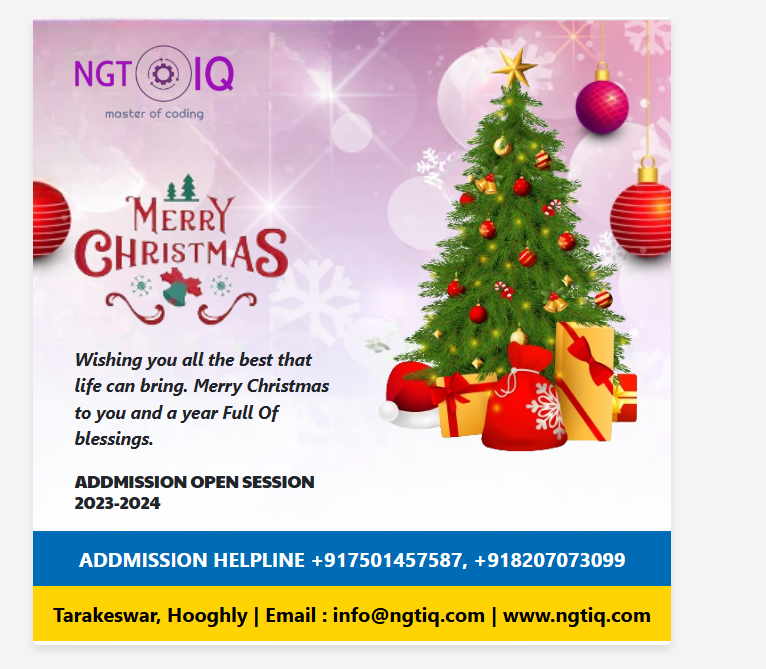 NGT IQ
master of coding
MERRY
CHRISTMAS
Wishing you all the best that
life can bring. Merry Christmas
to you and a year Full Of
blessings.
ADDMISSION OPEN SESSION
2023-2024
ADDMISSION HELPLINE +917501457587, +918207073099
Tarakeswar, Hooghly | Email : info@ngtiq.com | www.ngtiq.com